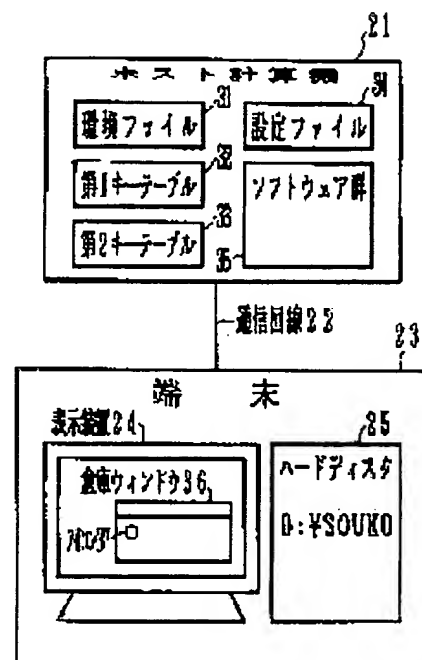 21
ホスト計算機
31
環境ファイル
34
設定ファイル
32
第1キーテーブル
ソフトウェア群
33
第2キーテーブル
35
通信回線22
23
端末
表示装置24
25
倉庫ウィンドウ36
ハードディスク
D:¥SOUKO